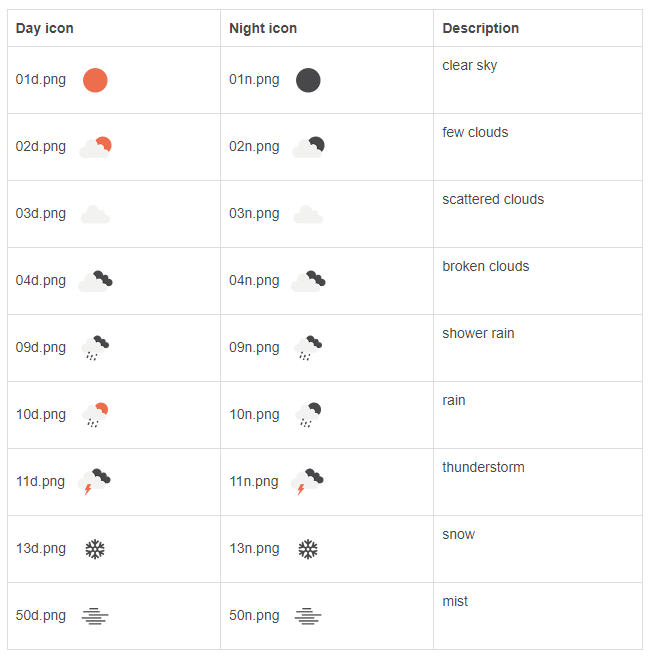 Day icon Night icon Description
01d.png 01n.png clear sky
02d.png 02n.png few clouds
03d.png 03n.png scattered clouds
04d.png 04n.png broken clouds
09d.png 09n.png shower rain
10d.png 10n.png rain
11d.png 11n.png thunderstorm
13d.png 13n.png snow
50d.png 50n.png mist